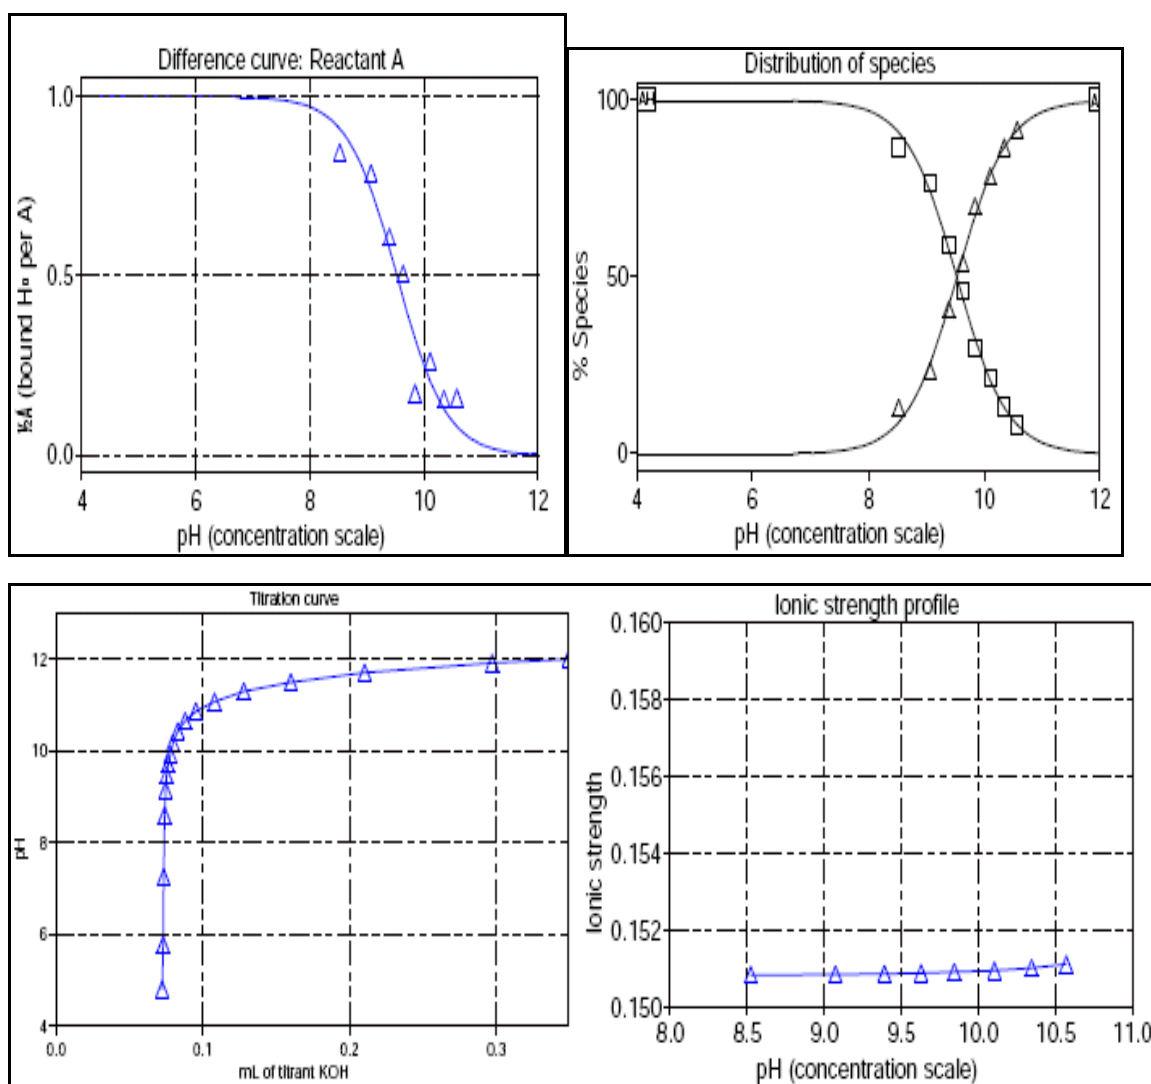 Difference curve: Reactant A
1.0
0.5
0.0
4 6 8 10 12
½A (bound H¤ per A)
pH (concentration scale)
Distribution of species
AH
A
100
50
0
4 6 8 10 12
% Species
pH (concentration scale)
Titration curve
12
10
8
6
4
0.0 0.1 0.2 0.3
pH
mL of titrant KOH
Ionic strength profile
0.160
0.158
0.156
0.154
0.152
0.150
8.0 8.5 9.0 9.5 10.0 10.5 11.0
Ionic strength
pH (concentration scale)